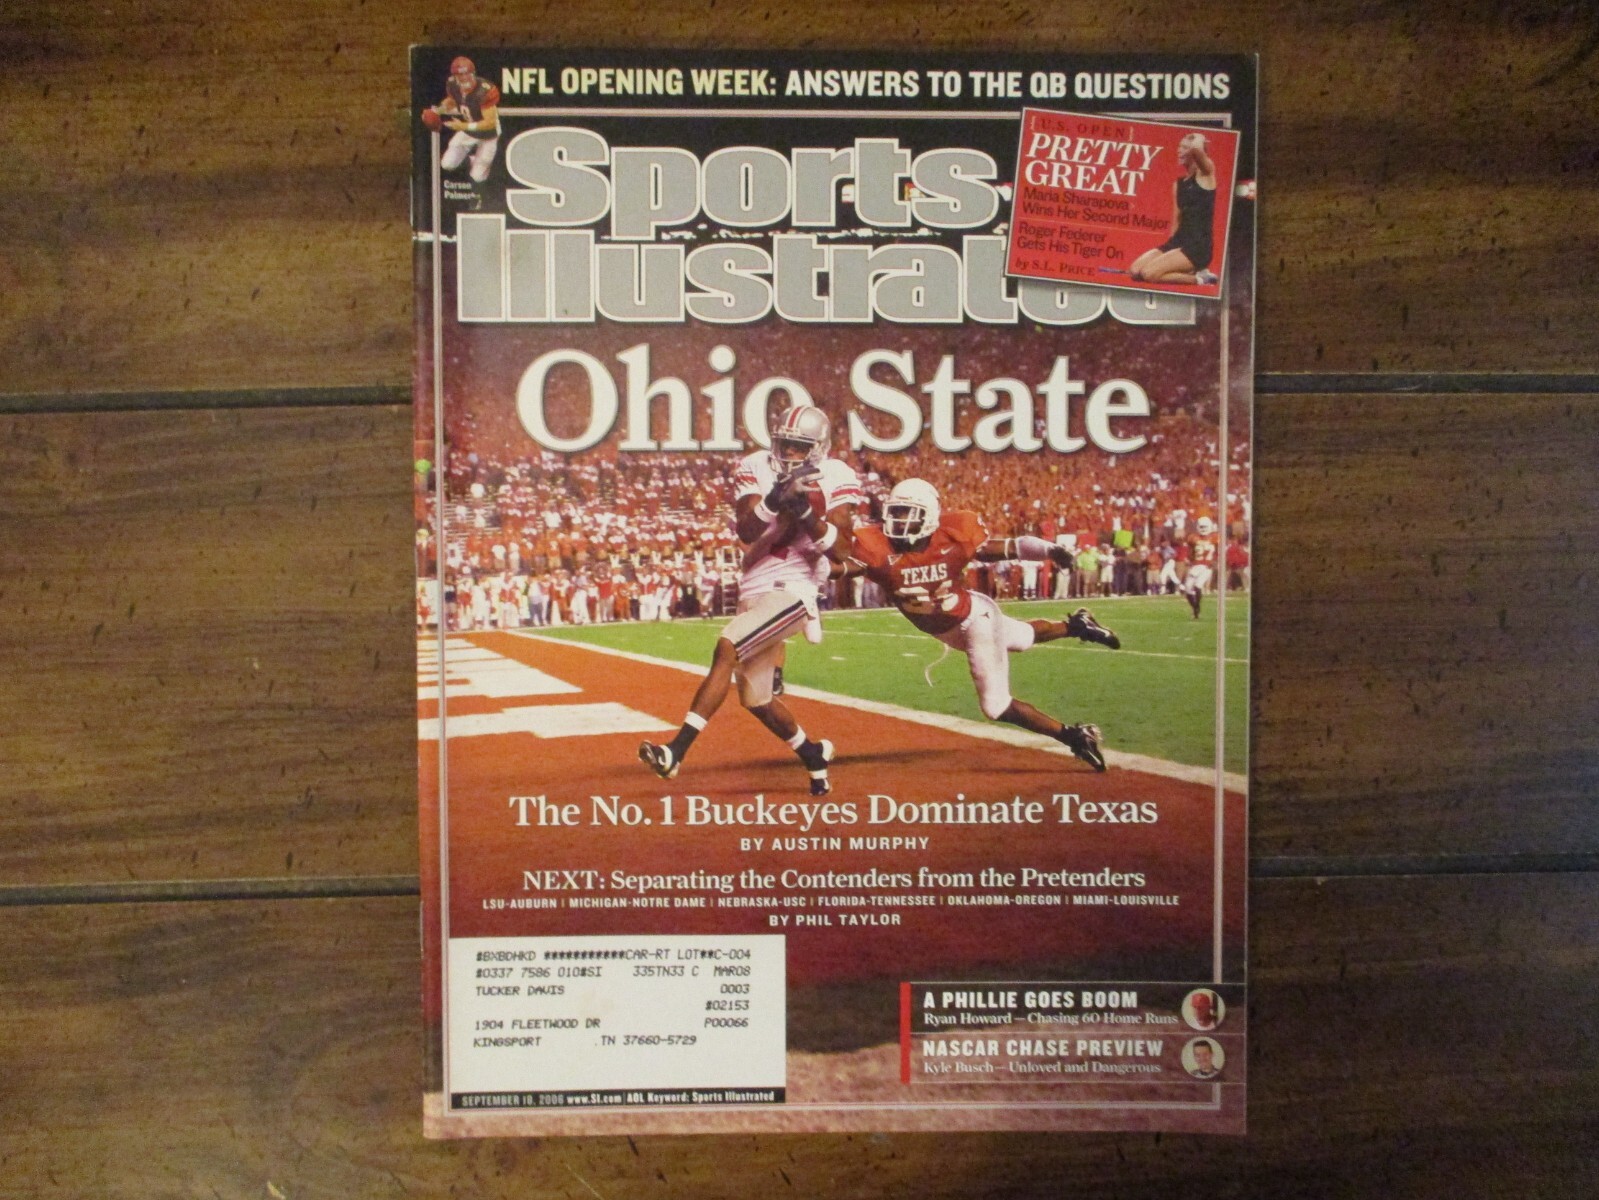 NFL OPENING WEEK: ANSWERS TO THE QB QUESTIONS
Carson
Palmer
Sports
Illustrated
[U.S. OPEN]
PRETTY
GREAT
Maria Sharapova
Wins Her Second Major
Roger Federer
Gets His Tiger On
by S.L. PRICE
Ohio State
TEXAS
The No. 1 Buckeyes Dominate Texas
BY AUSTIN MURPHY
NEXT: Separating the Contenders from the Pretenders
LSU-AUBURN | MICHIGAN-NOTRE DAME | NEBRASKA-USC | FLORIDA-TENNESSEE | OKLAHOMA-OREGON | MIAMI-LOUISVILLE
BY PHIL TAYLOR
#BXBDHKD ***********CAR-RT LOT**C-004
#0337 7586 010#SI 335TN33 C MAR08
TUCKER DAVIS 0003
#02153
1904 FLEETWOOD DR P00066
KINGSPORT TN 37660-5729
SEPTEMBER 18, 2006 www.SI.com | AOL Keyword: Sports Illustrated
A PHILLIE GOES BOOM
Ryan Howard — Chasing 60 Home Runs
NASCAR CHASE PREVIEW
Kyle Busch — Unloved and Dangerous